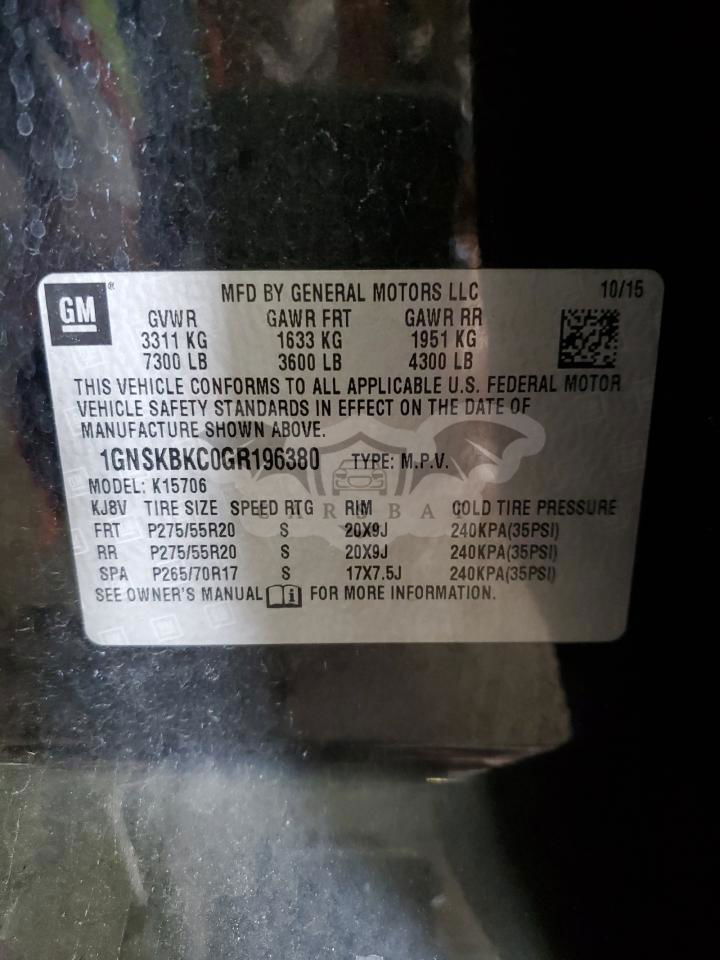 GM ® MFD BY GENERAL MOTORS LLC 10/15
GVWR GAWR FRT GAWR RR
3311 KG 1633 KG 1951 KG
7300 LB 3600 LB 4300 LB
THIS VEHICLE CONFORMS TO ALL APPLICABLE U.S. FEDERAL MOTOR
VEHICLE SAFETY STANDARDS IN EFFECT ON THE DATE OF
MANUFACTURE SHOWN ABOVE.
1GNSKBKC0GR196380 TYPE: M.P.V.
MODEL: K15706
KJ8V TIRE SIZE SPEED RTG RIM COLD TIRE PRESSURE
FRT P275/55R20 S 20X9J 240KPA(35PSI)
RR P275/55R20 S 20X9J 240KPA(35PSI)
SPA P265/70R17 S 17X7.5J 240KPA(35PSI)
SEE OWNER'S MANUAL FOR MORE INFORMATION.